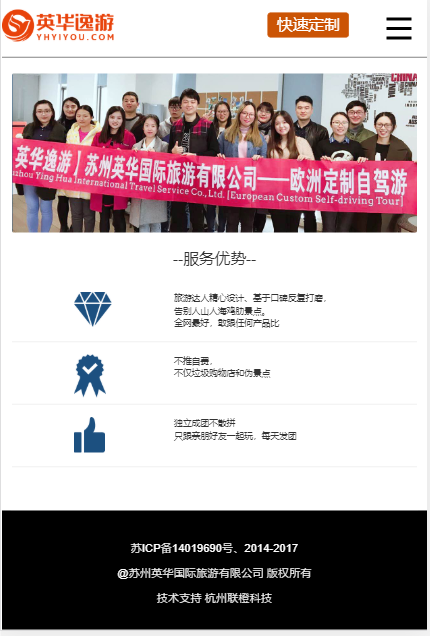 英华逸游
YHYIYOU.COM
快速定制
CHINA
英华逸游】苏州英华国际旅游有限公司——欧洲定制自驾游
uzhou Ying Hua International Travel Service Co., Ltd. [European Custom Self-driving Tour]
--服务优势--
旅游达人精心设计、基于口碑反复打磨，
告别人山人海鸡肋景点。
全网最好，敢跟任何产品比
不推自费，
不仅垃圾购物店和伪景点
独立成团不散拼
只跟亲朋好友一起玩，每天发团
苏ICP备14019690号、2014-2017
@苏州英华国际旅游有限公司 版权所有
技术支持 杭州联橙科技